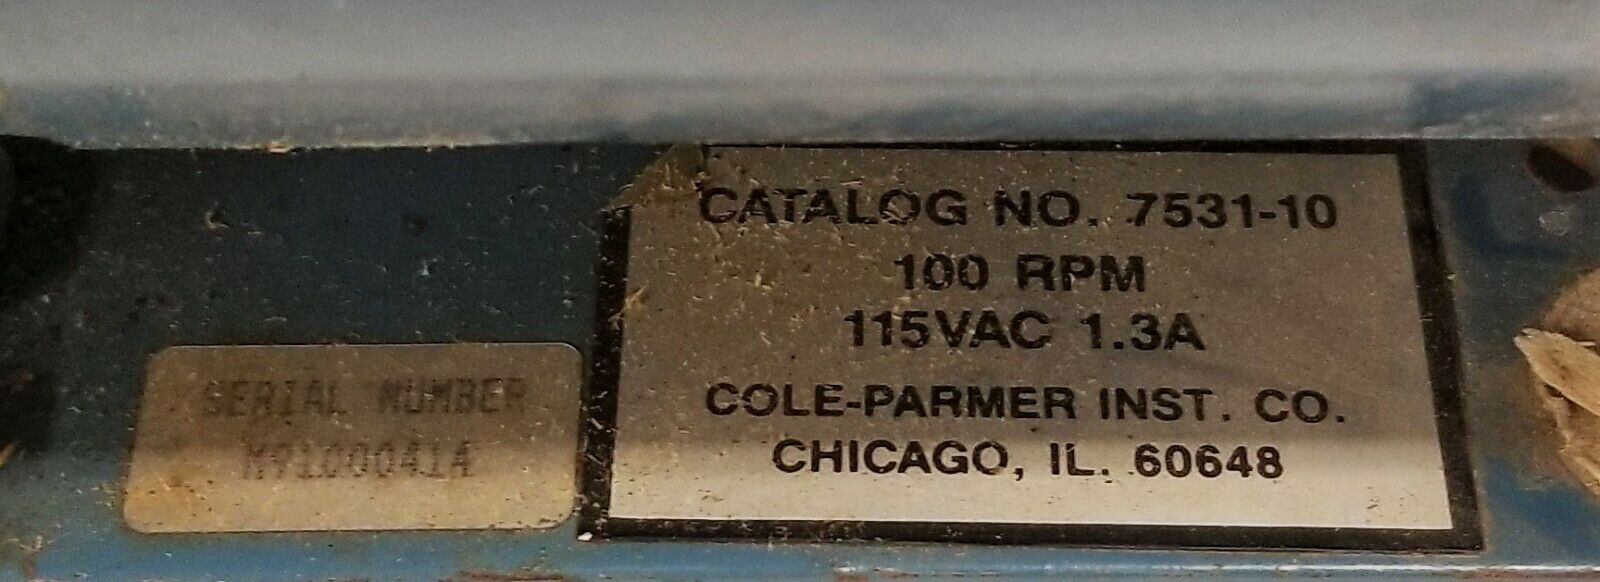 CATALOG NO. 7531-10
100 RPM
115VAC 1.3A
COLE-PARMER INST. CO.
CHICAGO, IL. 60648
SERIAL NUMBER
M91000414